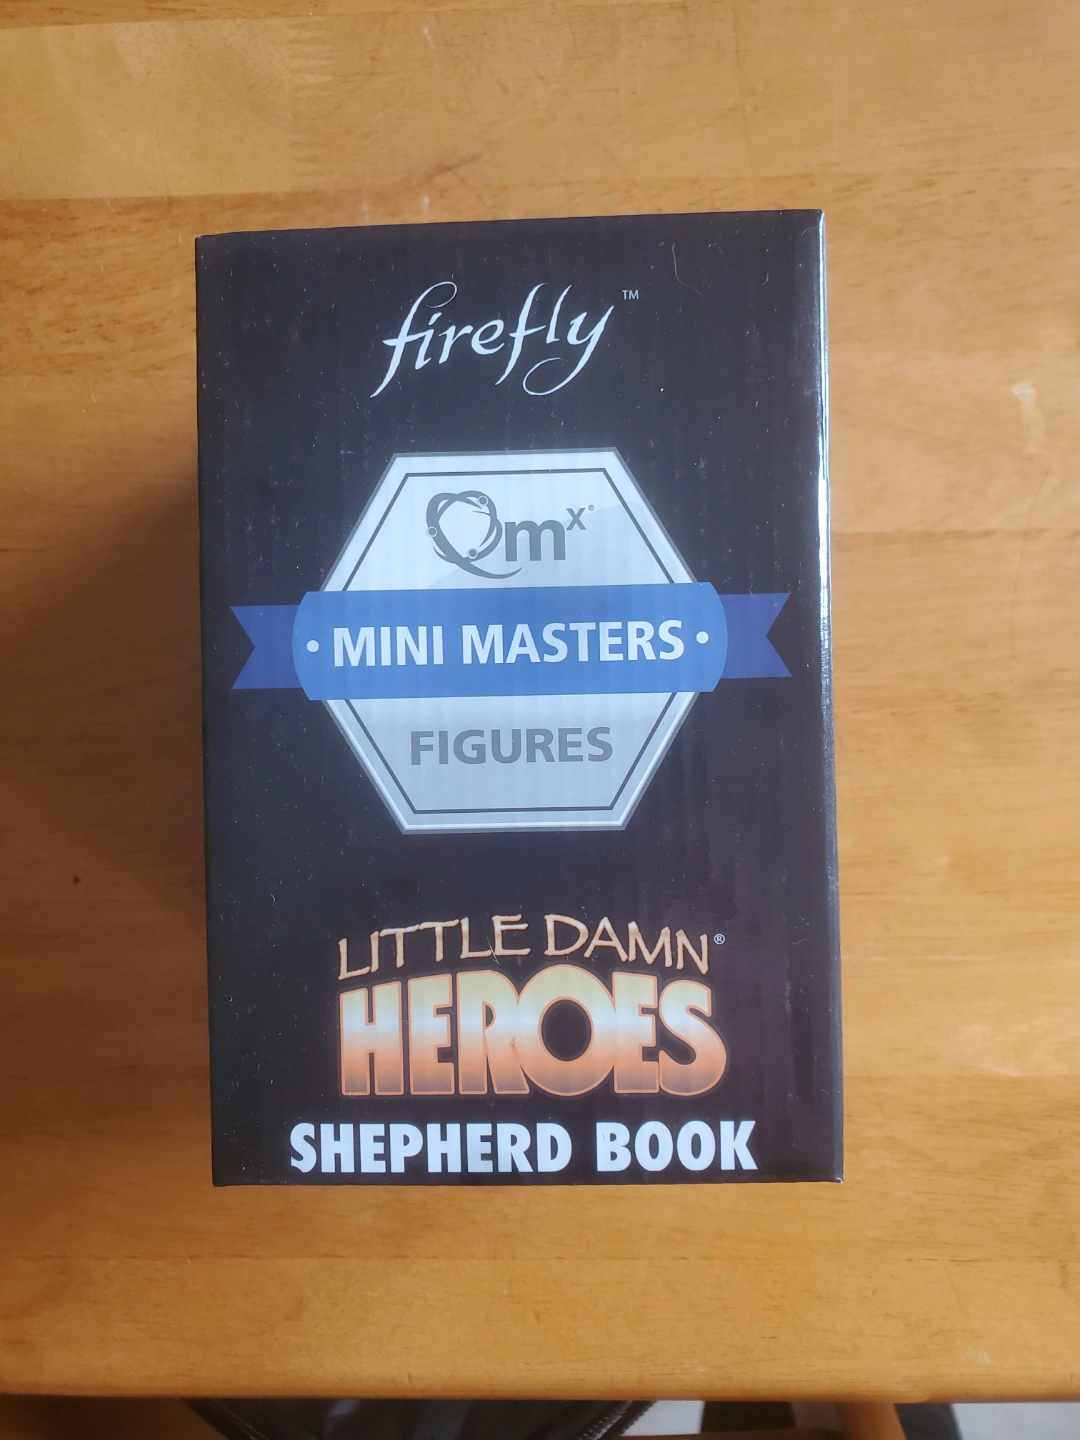 firefly™
Qmx®
• MINI MASTERS •
FIGURES
LITTLE DAMN®
HEROES
SHEPHERD BOOK